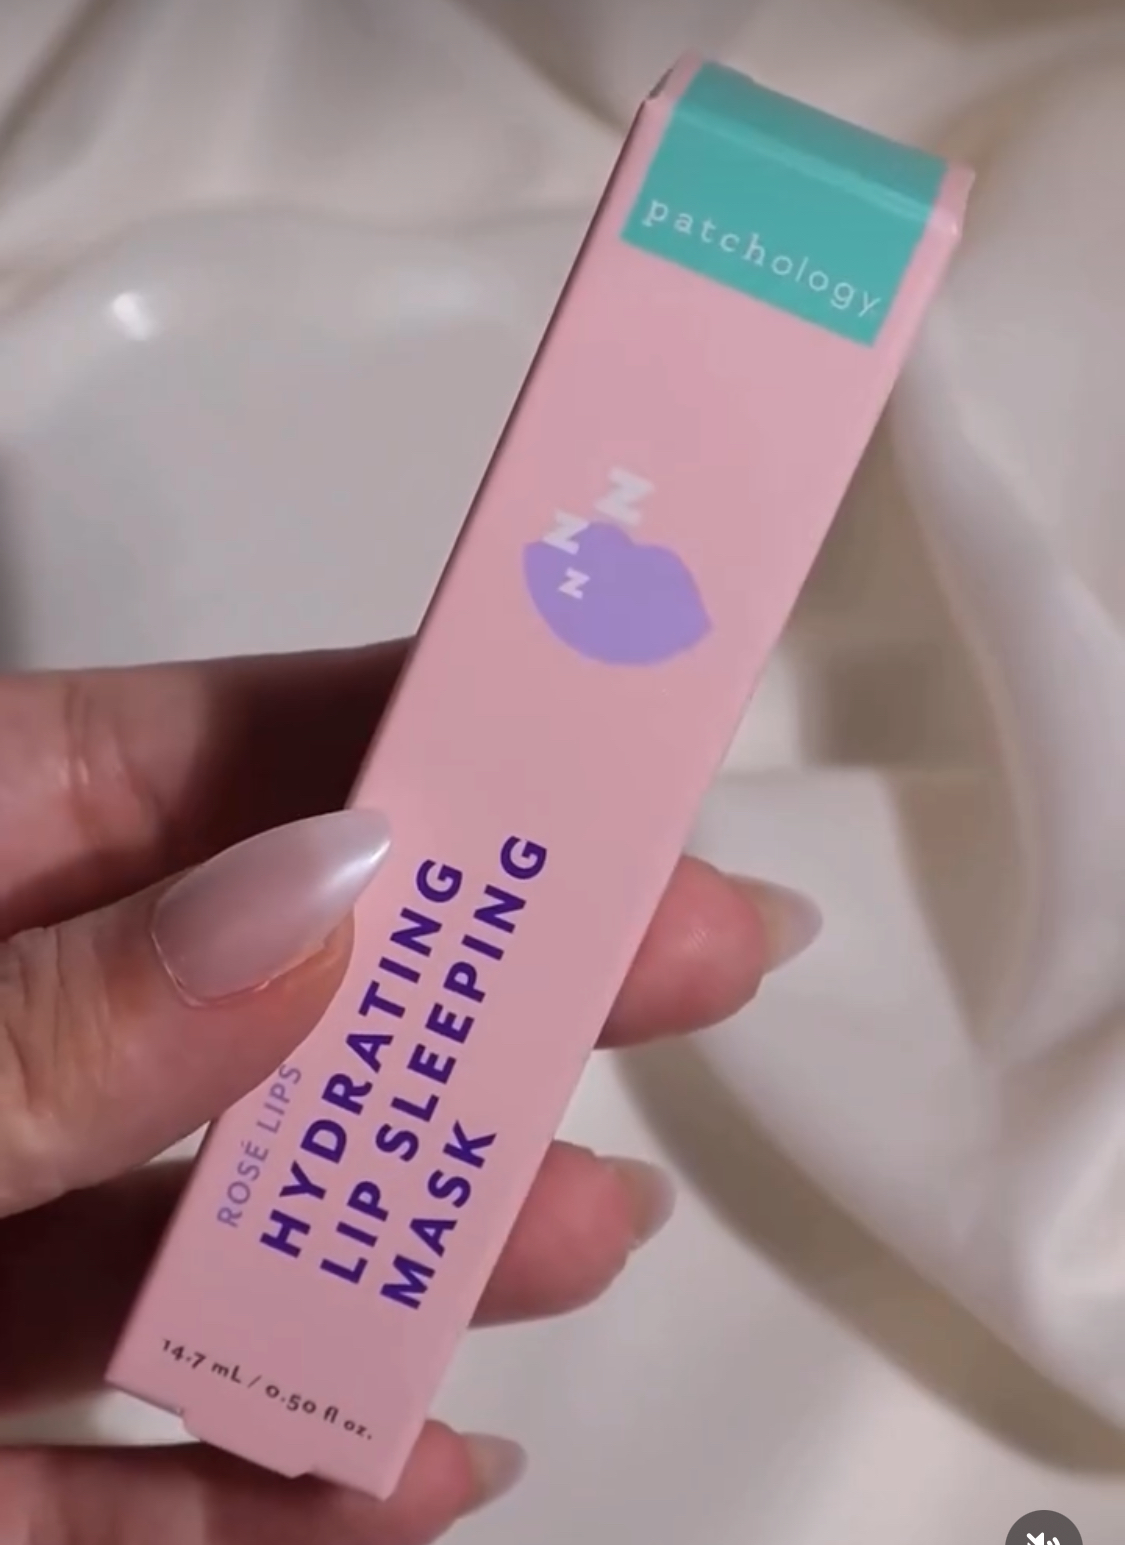 patchology
z
z
z
ROSÉ LIPS
HYDRATING
LIP SLEEPING
MASK
14.7 mL / 0.50 fl oz.